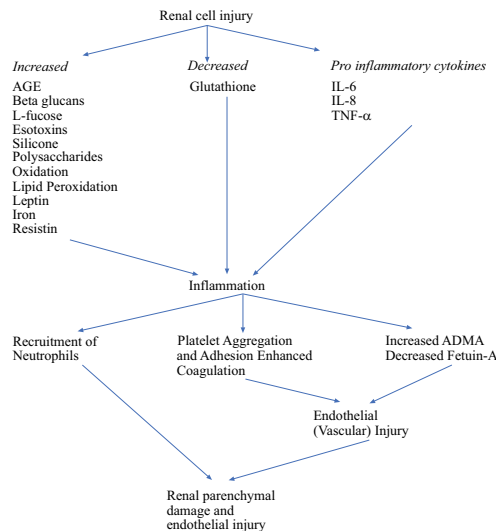 Renal cell injury
Increased
AGE
Beta glucans
L-fucose
Esotoxins
Silicone
Polysaccharides
Oxidation
Lipid Peroxidation
Leptin
Iron
Resistin
Decreased
Glutathione
Pro inflammatory cytokines
IL-6
IL-8
TNF-α
Inflammation
Recruitment of
Neutrophils
Platelet Aggregation
and Adhesion Enhanced
Coagulation
Increased ADMA
Decreased Fetuin-A
Endothelial
(Vascular) Injury
Renal parenchymal
damage and
endothelial injury